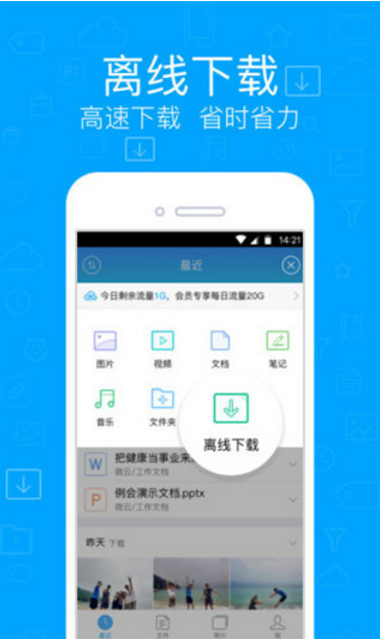 离线下载
高速下载 省时省力
14:21
最近
今日剩余流量1G，会员专享每日流量20G
图片 视频 文档 笔记
音乐 文件夹 离线下载
W 把健康当事业来
微云/工作文档
P 例会演示文档.pptx
微云/工作文档
昨天 下载
最近 文档 相片 我